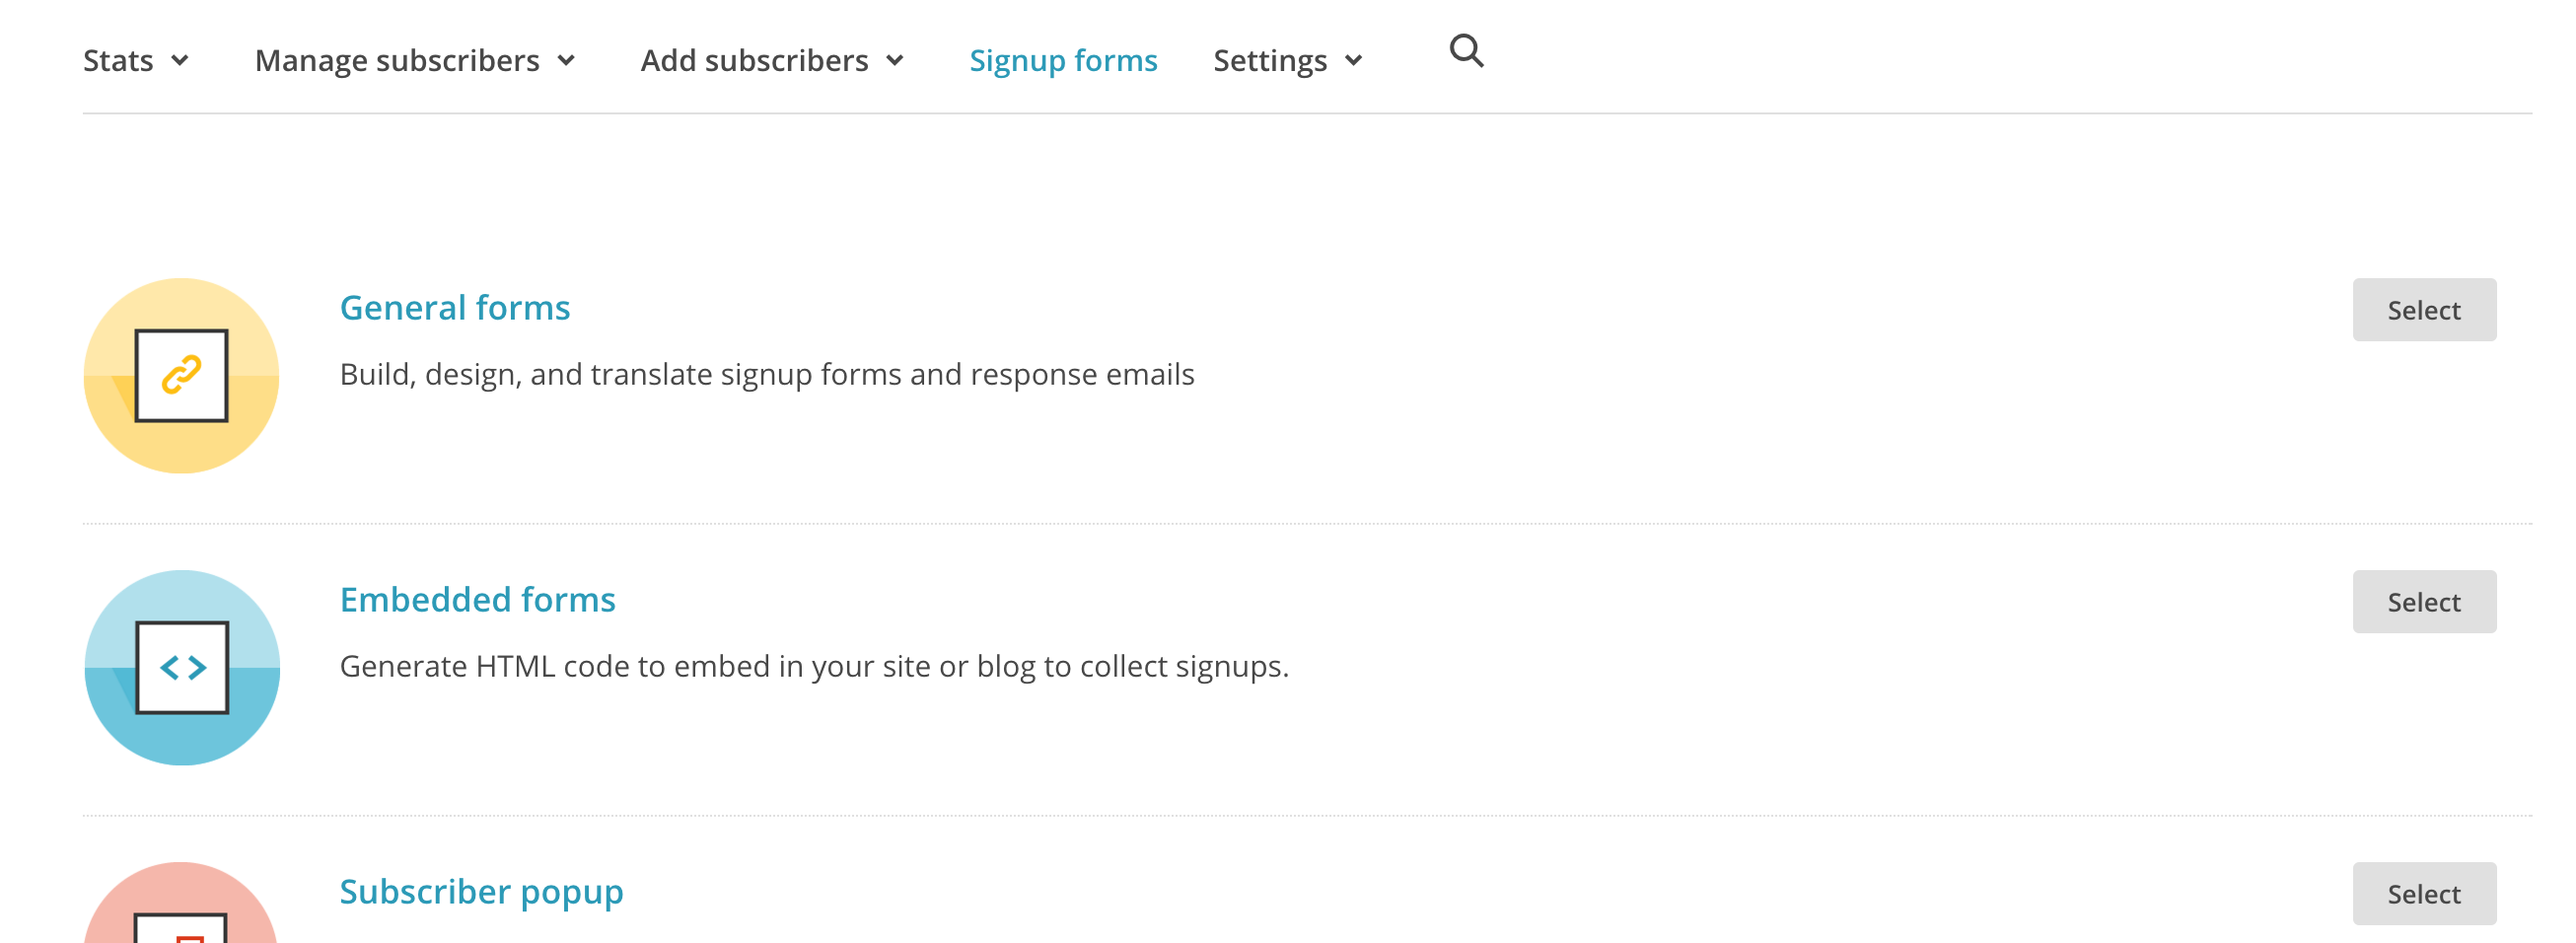 Stats Manage subscribers Add subscribers Signup forms Settings
General forms
Select
Build, design, and translate signup forms and response emails
Embedded forms
Select
Generate HTML code to embed in your site or blog to collect signups.
Subscriber popup
Select